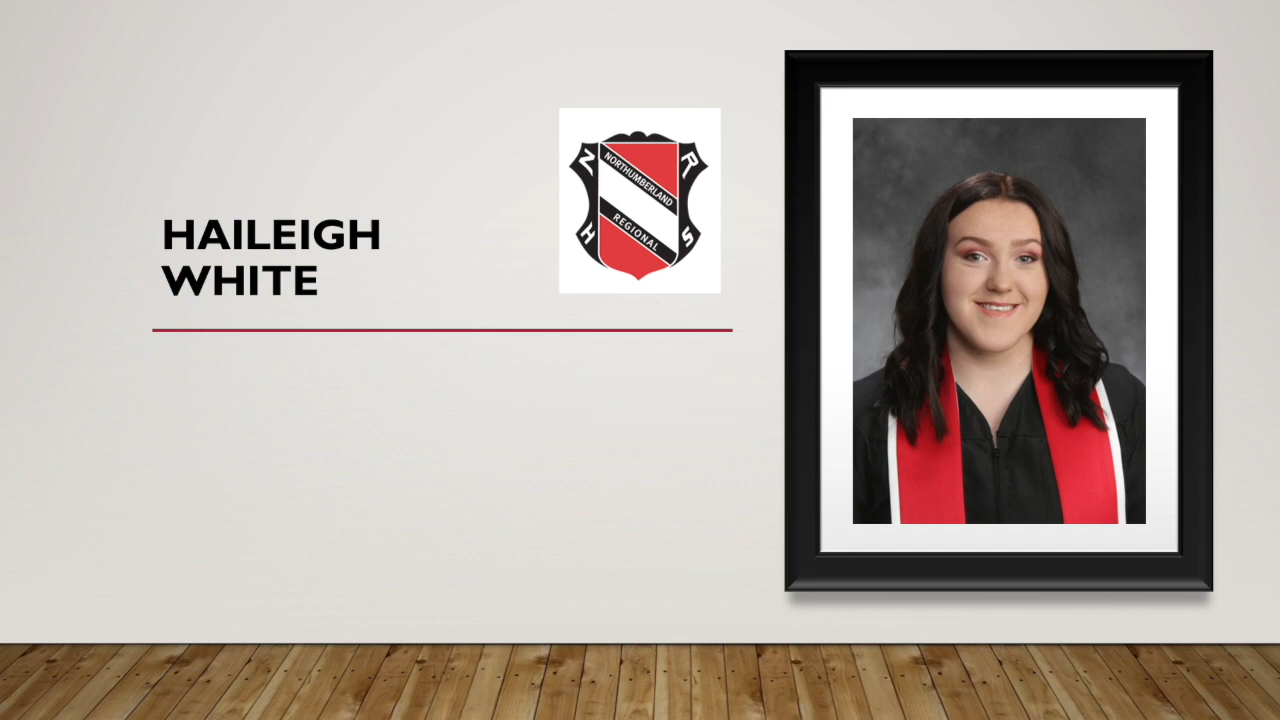 HAILEIGH
WHITE
N R
NORTHUMBERLAND
REGIONAL
H S